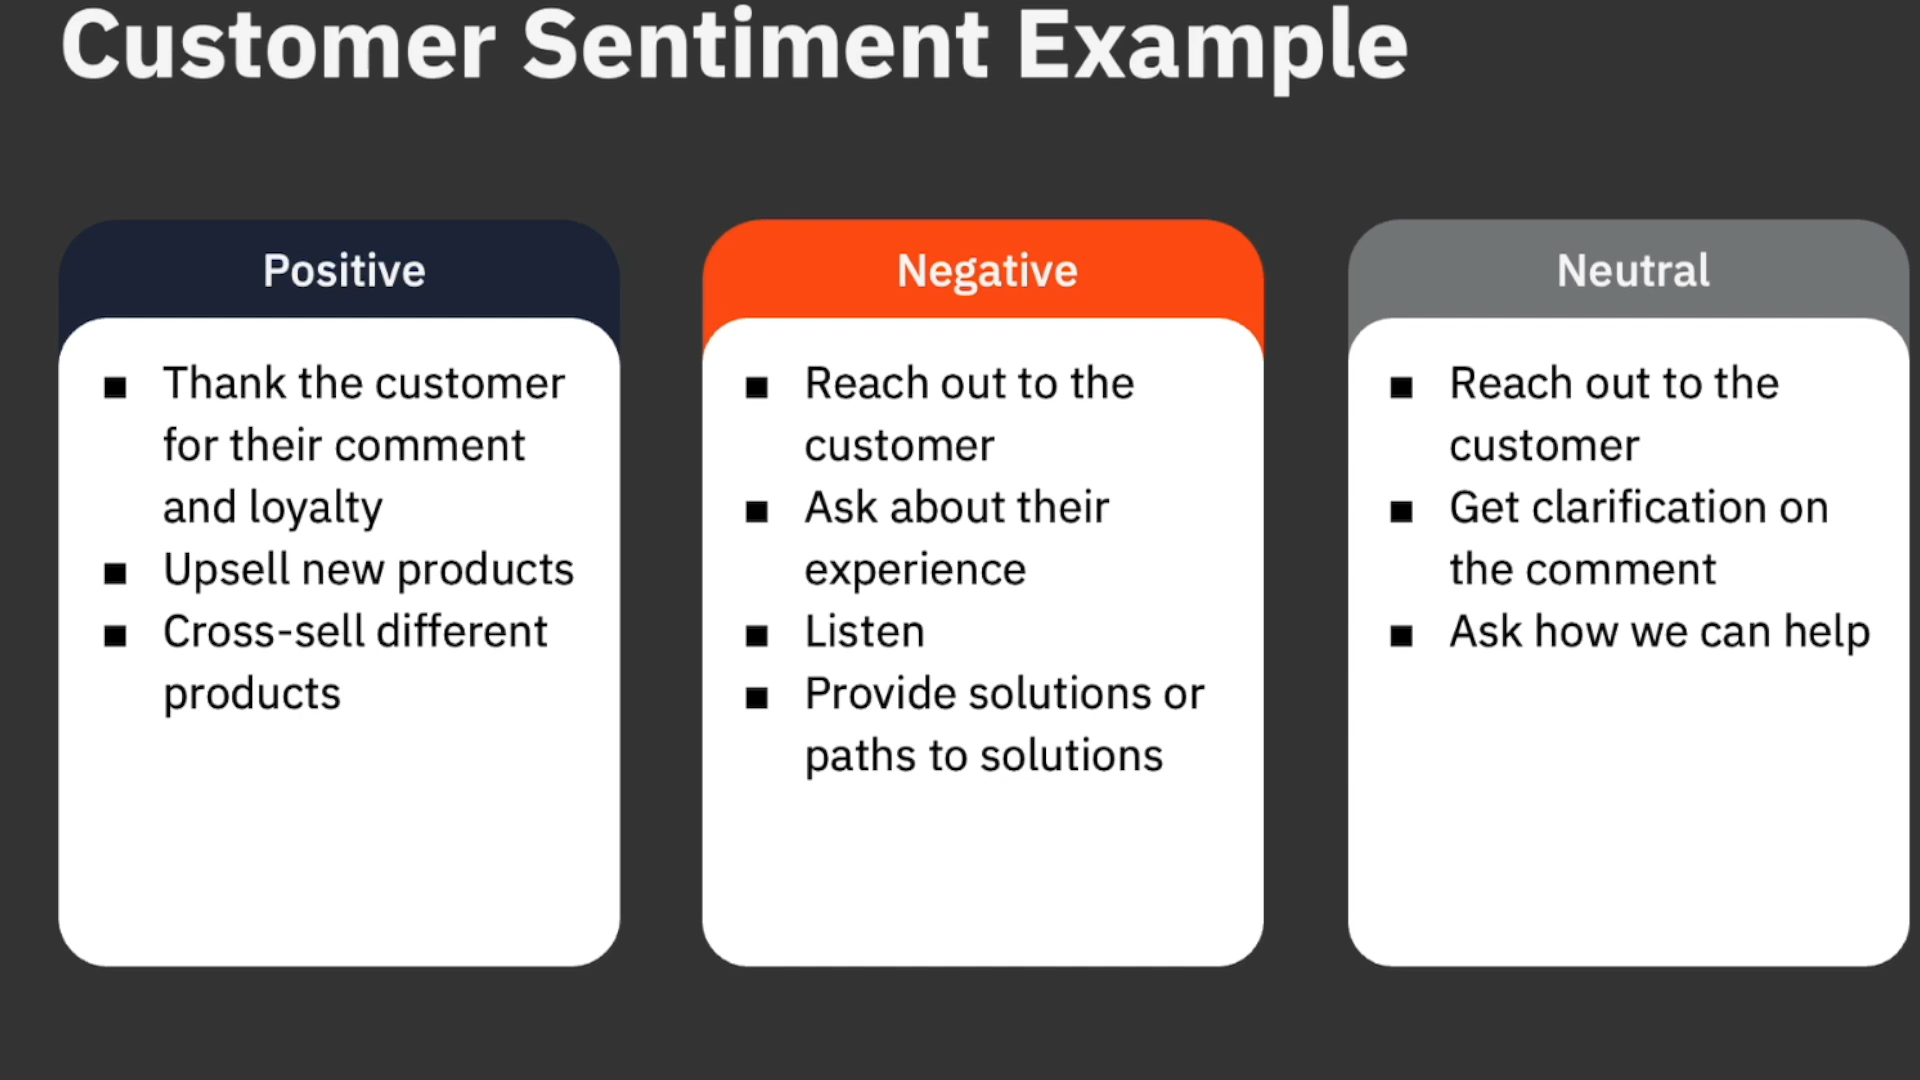 Customer Sentiment Example
Positive
■ Thank the customer
for their comment
and loyalty
■ Upsell new products
■ Cross-sell different
products
Negative
■ Reach out to the
customer
■ Ask about their
experience
■ Listen
■ Provide solutions or
paths to solutions
Neutral
■ Reach out to the
customer
■ Get clarification on
the comment
■ Ask how we can help